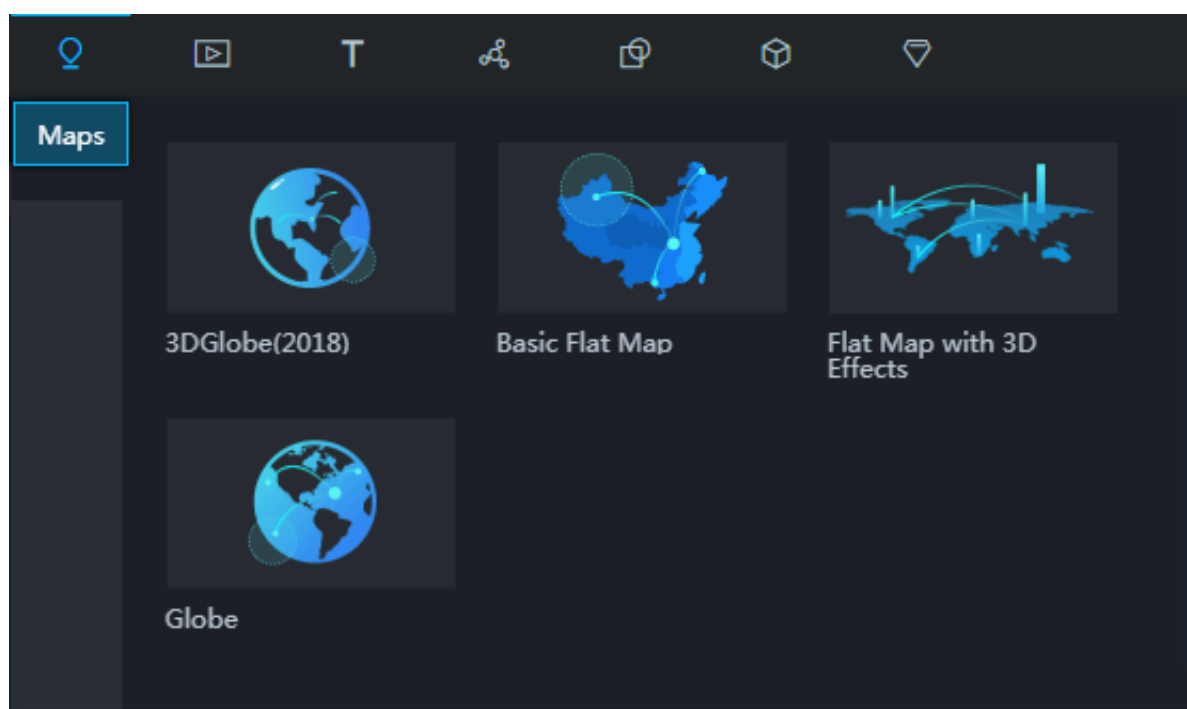 T
Maps
3DGlobe(2018)
Basic Flat Map
Flat Map with 3D
Effects
Globe